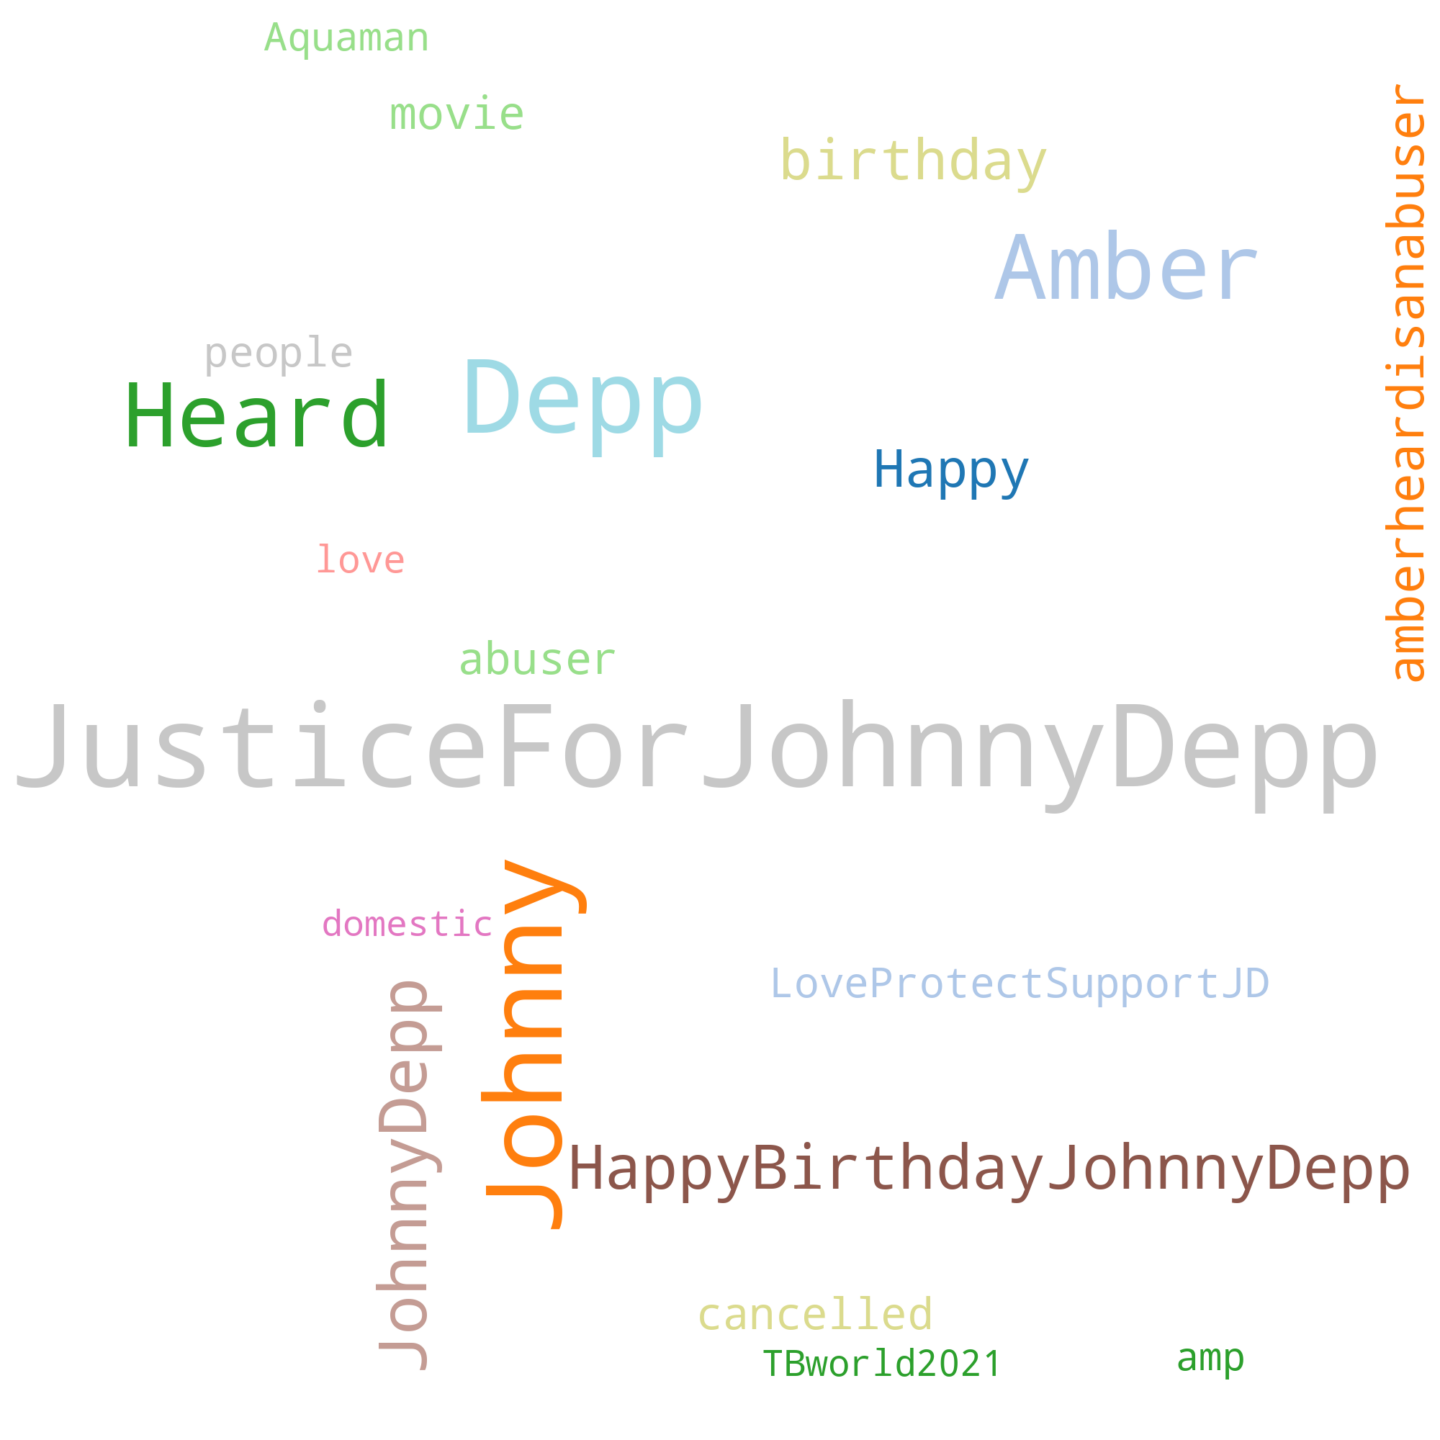 Aquaman
movie
birthday
amberheardisanabuser
Amber
people
Heard
Depp
Happy
love
abuser
JusticeForJohnnyDepp
Johnny
domestic
LoveProtectSupportJD
JohnnyDepp
HappyBirthdayJohnnyDepp
cancelled
TBworld2021
amp